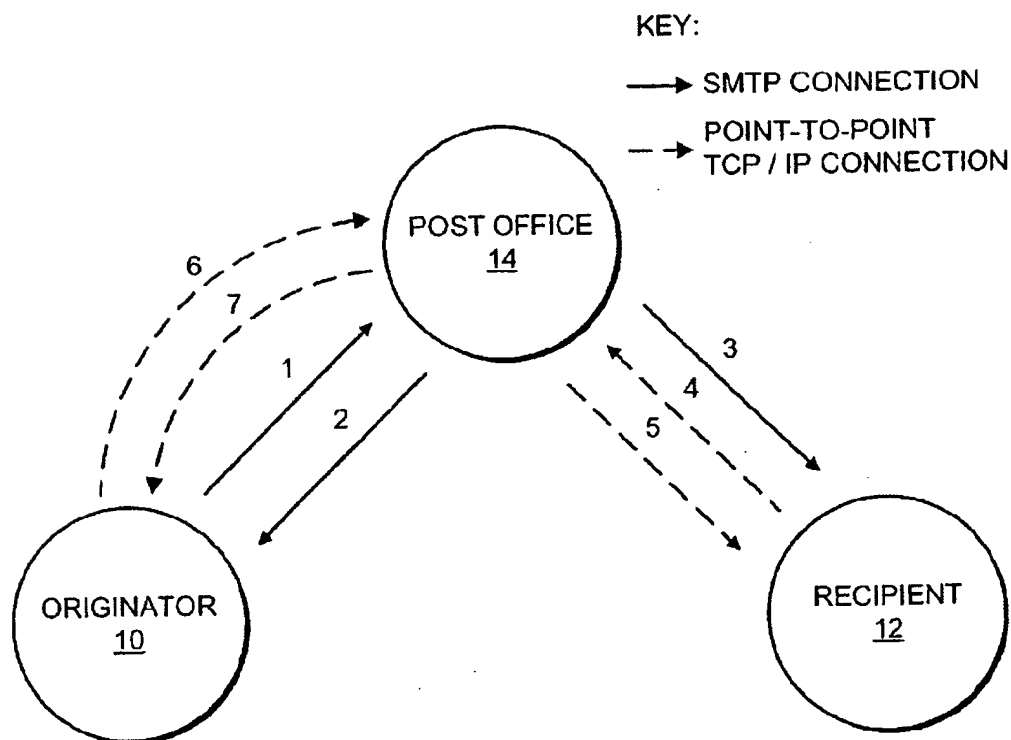 KEY:
SMTP CONNECTION
POINT-TO-POINT
TCP / IP CONNECTION
POST OFFICE
14
6
7
1
2
3
4
5
ORIGINATOR
10
RECIPIENT
12